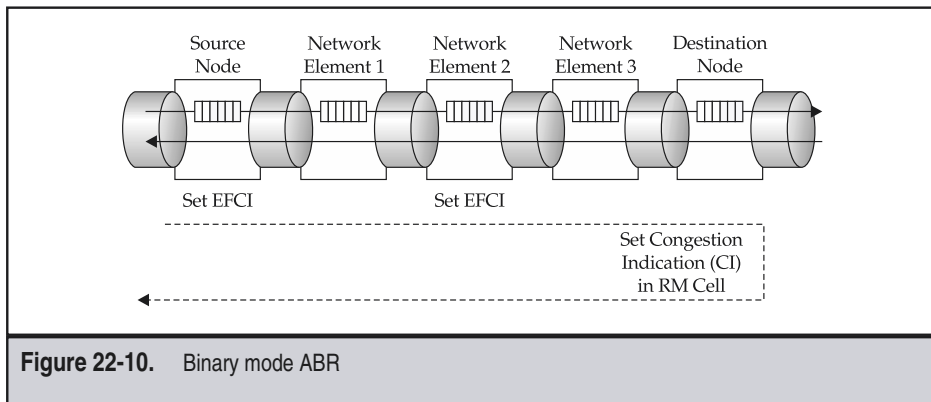 Source
Node
Network
Element 1
Network
Element 2
Network
Element 3
Destination
Node
Set EFCI
Set EFCI
Set Congestion
Indication (CI)
in RM Cell
Figure 22-10. Binary mode ABR